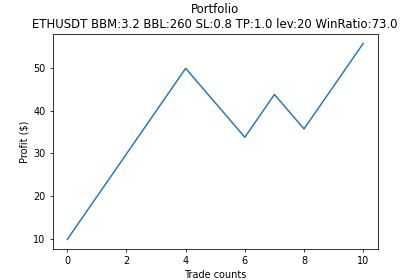 Portfolio
ETHUSDT BBM:3.2 BBL:260 SL:0.8 TP:1.0 lev:20 WinRatio:73.0
50
40
30
20
10
Profit ($)
0 2 4 6 8 10
Trade counts